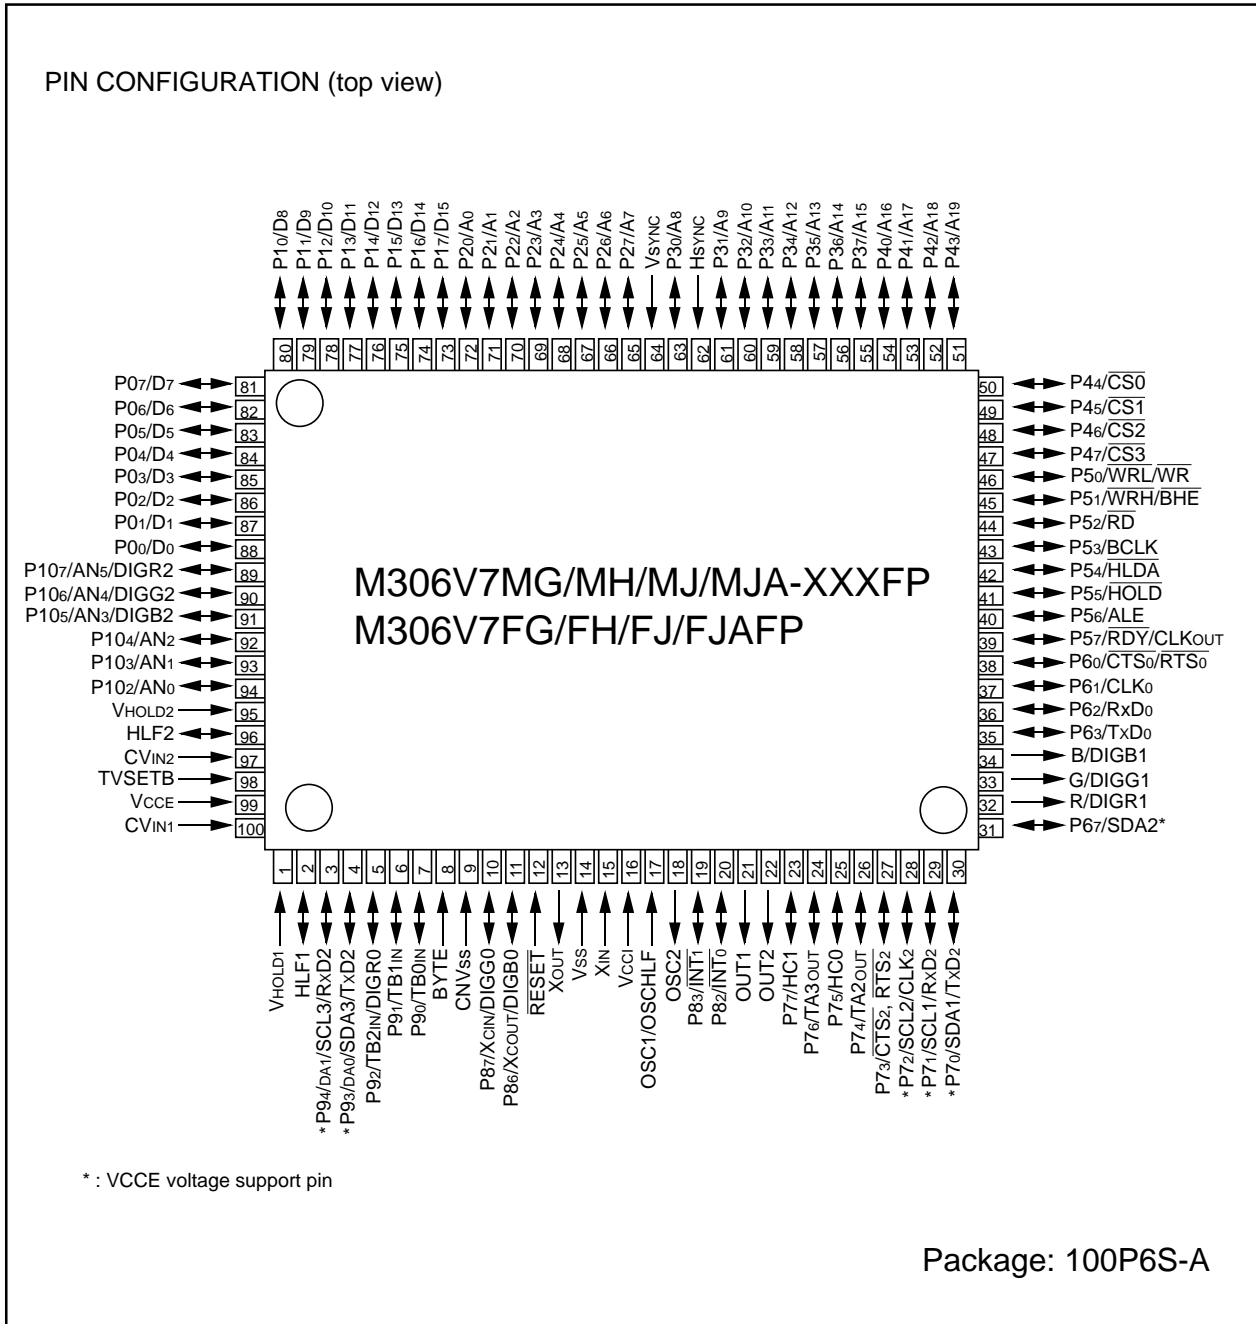 PIN CONFIGURATION (top view)
P10/D8
P11/D9
P12/D10
P13/D11
P14/D12
P15/D13
P16/D14
P17/D15
P20/A0
P21/A1
P22/A2
P23/A3
P24/A4
P25/A5
P26/A6
P27/A7
VSYNC
P30/A8
HSYNC
P31/A9
P32/A10
P33/A11
P34/A12
P35/A13
P36/A14
P37/A15
P40/A16
P41/A17
P42/A18
P43/A19
80 79 78 77 76 75 74 73 72 71 70 69 68 67 66 65 64 63 62 61 60 59 58 57 56 55 54 53 52 51
P07/D7 81
P06/D6 82
P05/D5 83
P04/D4 84
P03/D3 85
P02/D2 86
P01/D1 87
P00/D0 88
P107/AN5/DIGR2 89
P106/AN4/DIGG2 90
P105/AN3/DIGB2 91
P104/AN2 92
P103/AN1 93
P102/AN0 94
VHOLD2 95
HLF2 96
CVIN2 97
TVSETB 98
VCCE 99
CVIN1 100
M306V7MG/MH/MJ/MJA-XXXFP
M306V7FG/FH/FJ/FJAFP
50 P44/CS0
49 P45/CS1
48 P46/CS2
47 P47/CS3
46 P50/WRL/WR
45 P51/WRH/BHE
44 P52/RD
43 P53/BCLK
42 P54/HLDA
41 P55/HOLD
40 P56/ALE
39 P57/RDY/CLKOUT
38 P60/CTS0/RTS0
37 P61/CLK0
36 P62/RxD0
35 P63/TxD0
34 B/DIGB1
33 G/DIGG1
32 R/DIGR1
31 P67/SDA2*
1 2 3 4 5 6 7 8 9 10 11 12 13 14 15 16 17 18 19 20 21 22 23 24 25 26 27 28 29 30
VHOLD1
HLF1
*P94/DA1/SCL3/RxD2
*P93/DA0/SDA3/TxD2
P92/TB2IN/DIGR0
P91/TB1IN
P90/TB0IN
BYTE
CNVss
P87/XCIN/DIGG0
P86/XCOUT/DIGB0
RESET
XOUT
Vss
XIN
VCCI
OSC1/OSCHLF
OSC2
P83/INT1
P82/INT0
OUT1
OUT2
P77/HC1
P76/TA3OUT
P75/HC0
P74/TA2OUT
P73/CTS2, RTS2
*P72/SCL2/CLK2
*P71/SCL1/RxD2
*P70/SDA1/TxD2
* : VCCE voltage support pin
Package: 100P6S-A